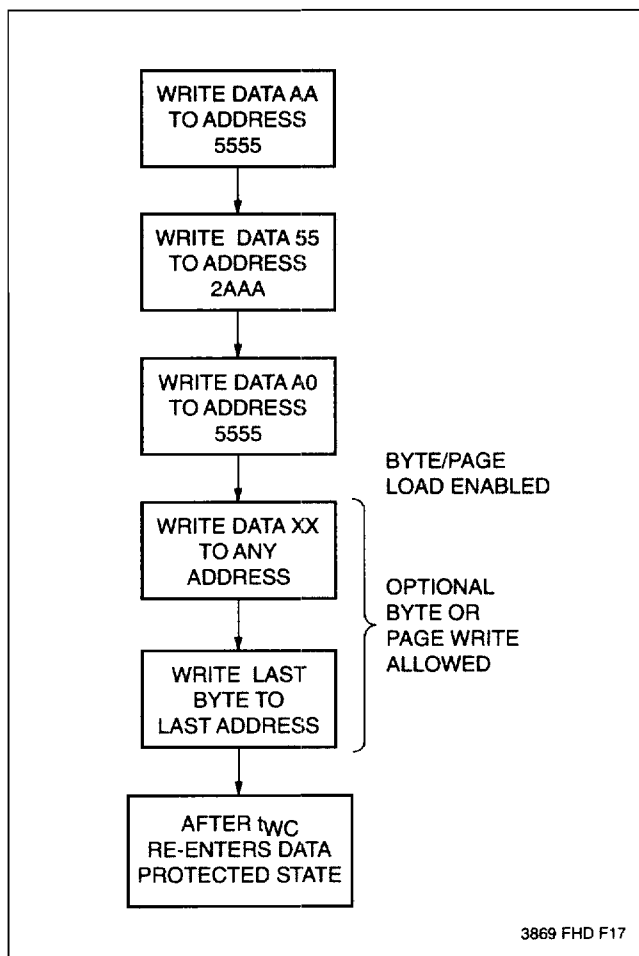 WRITE DATA AA
TO ADDRESS
5555
WRITE DATA 55
TO ADDRESS
2AAA
WRITE DATA A0
TO ADDRESS
5555
BYTE/PAGE
LOAD ENABLED
WRITE DATA XX
TO ANY
ADDRESS
OPTIONAL
BYTE OR
PAGE WRITE
ALLOWED
WRITE LAST
BYTE TO
LAST ADDRESS
AFTER tWC
RE-ENTERS DATA
PROTECTED STATE
3869 FHD F17